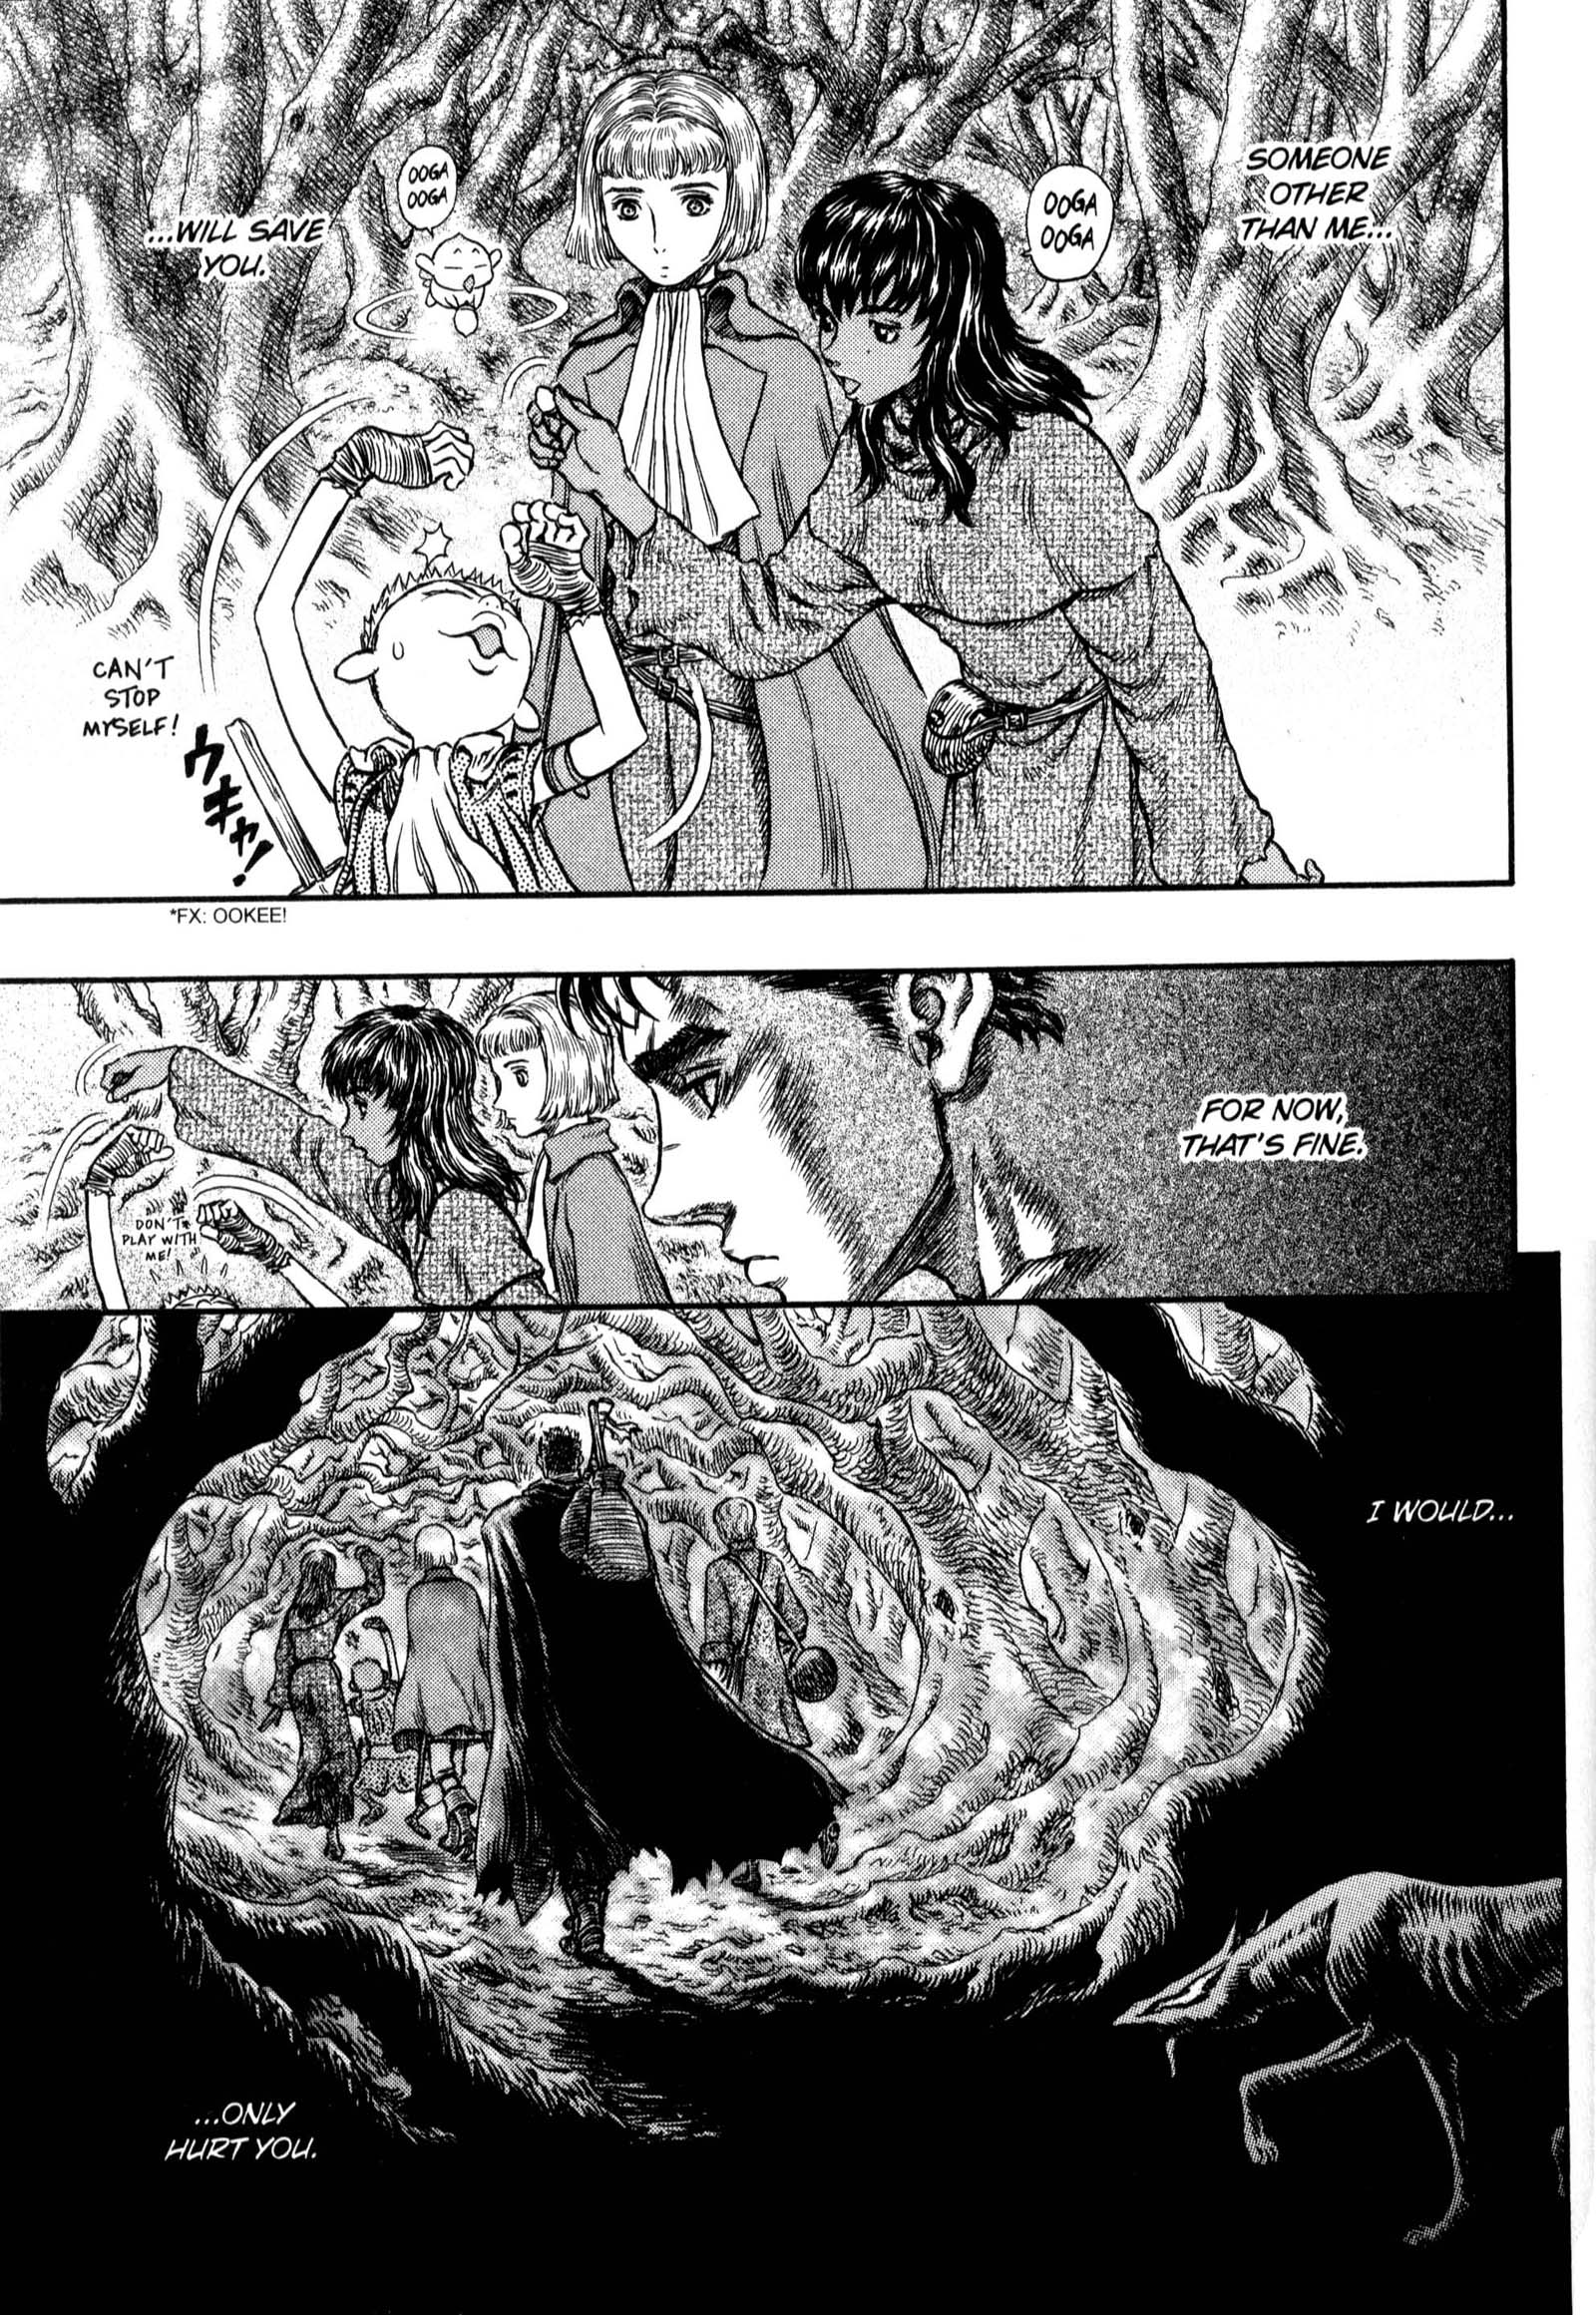 SOMEONE
OTHER
THAN ME...
OOGA
OOGA
OOGA
OOGA
...WILL SAVE
YOU.
CAN'T
STOP
MYSELF!
ウキャ!
*FX: OOKEE!
FOR NOW,
THAT'S FINE.
DON'T
PLAY WITH
ME!
I WOULD...
...ONLY
HURT YOU.